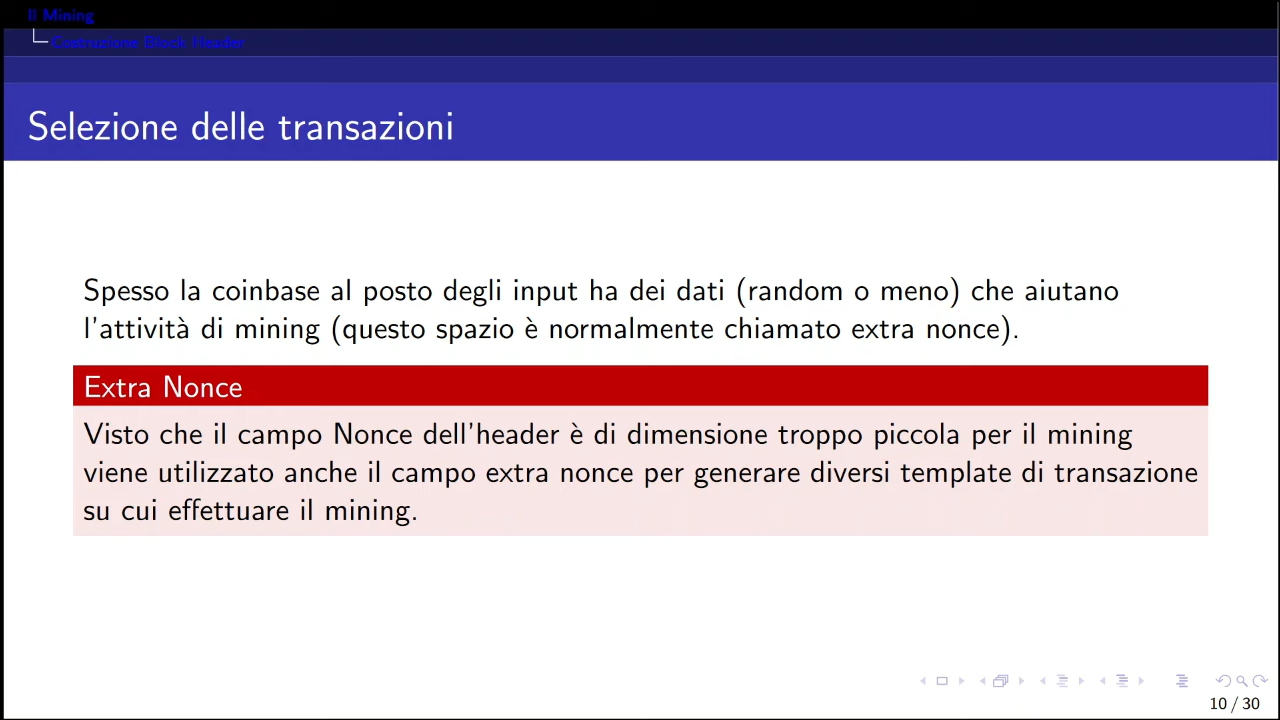 Il Mining
Costruzione Block Header
Selezione delle transazioni
Spesso la coinbase al posto degli input ha dei dati (random o meno) che aiutano
l'attività di mining (questo spazio è normalmente chiamato extra nonce).
Extra Nonce
Visto che il campo Nonce dell'header è di dimensione troppo piccola per il mining
viene utilizzato anche il campo extra nonce per generare diversi template di transazione
su cui effettuare il mining.
10 / 30